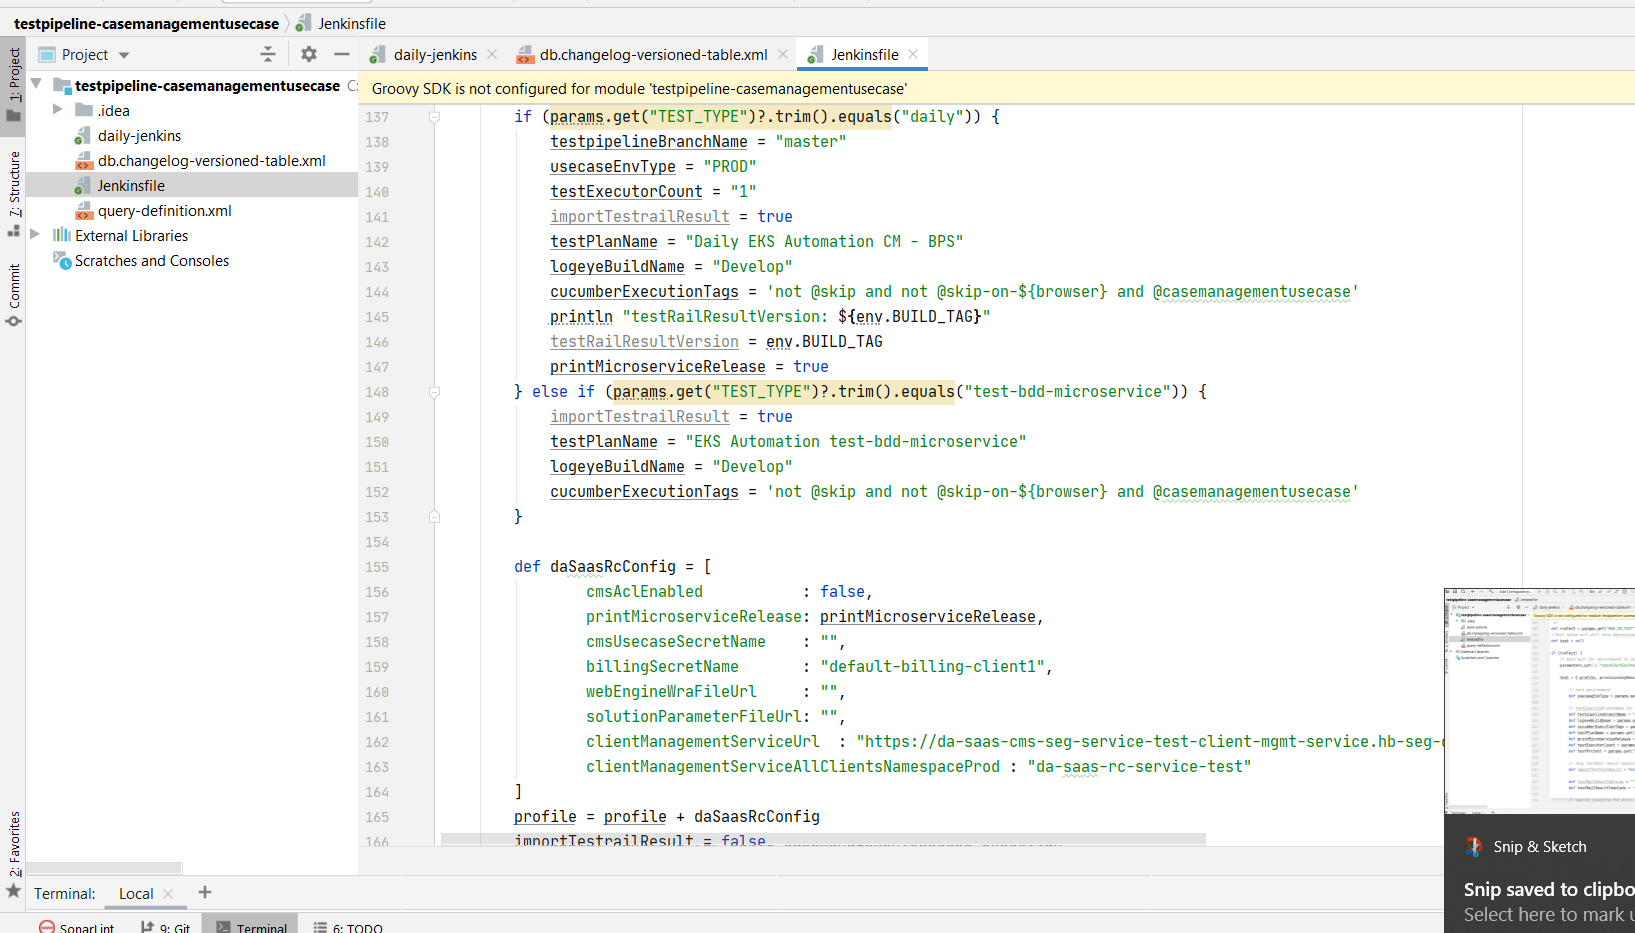 testpipeline-casemanagementusecase
Jenkinsfile
Project
daily-jenkins
db.changelog-versioned-table.xml
Jenkinsfile
1: Project
7: Structure
Commit
2: Favorites
testpipeline-casemanagementusecase C:
.idea
daily-jenkins
db.changelog-versioned-table.xml
Jenkinsfile
query-definition.xml
External Libraries
Scratches and Consoles
Groovy SDK is not configured for module 'testpipeline-casemanagementusecase'
137 if (params.get("TEST_TYPE")?.trim().equals("daily")) {
138 testpipelineBranchName = "master"
139 usecaseEnvType = "PROD"
140 testExecutorCount = "1"
141 importTestrailResult = true
142 testPlanName = "Daily EKS Automation CM - BPS"
143 logeyeBuildName = "Develop"
144 cucumberExecutionTags = 'not @skip and not @skip-on-${browser} and @casemanagementusecase'
145 println "testRailResultVersion: ${env.BUILD_TAG}"
146 testRailResultVersion = env.BUILD_TAG
147 printMicroserviceRelease = true
148 } else if (params.get("TEST_TYPE")?.trim().equals("test-bdd-microservice")) {
149 importTestrailResult = true
150 testPlanName = "EKS Automation test-bdd-microservice"
151 logeyeBuildName = "Develop"
152 cucumberExecutionTags = 'not @skip and not @skip-on-${browser} and @casemanagementusecase'
153 }
154
155 def daSaasRcConfig = [
156 cmsAclEnabled : false,
157 printMicroserviceRelease: printMicroserviceRelease,
158 cmsUsecaseSecretName : "",
159 billingSecretName : "default-billing-client1",
160 webEngineWraFileUrl : "",
161 solutionParameterFileUrl: "",
162 clientManagementServiceUrl : "https://da-saas-cms-seg-service-test-client-mgmt-service.hb-seg-
163 clientManagementServiceAllClientsNamespaceProd : "da-saas-rc-service-test"
164 ]
165 profile = profile + daSaasRcConfig
166 importTestrailResult = false
Snip & Sketch
Snip saved to clipbo
Select here to mark u
Terminal: Local +
SonarLint 9: Git Terminal 6: TODO